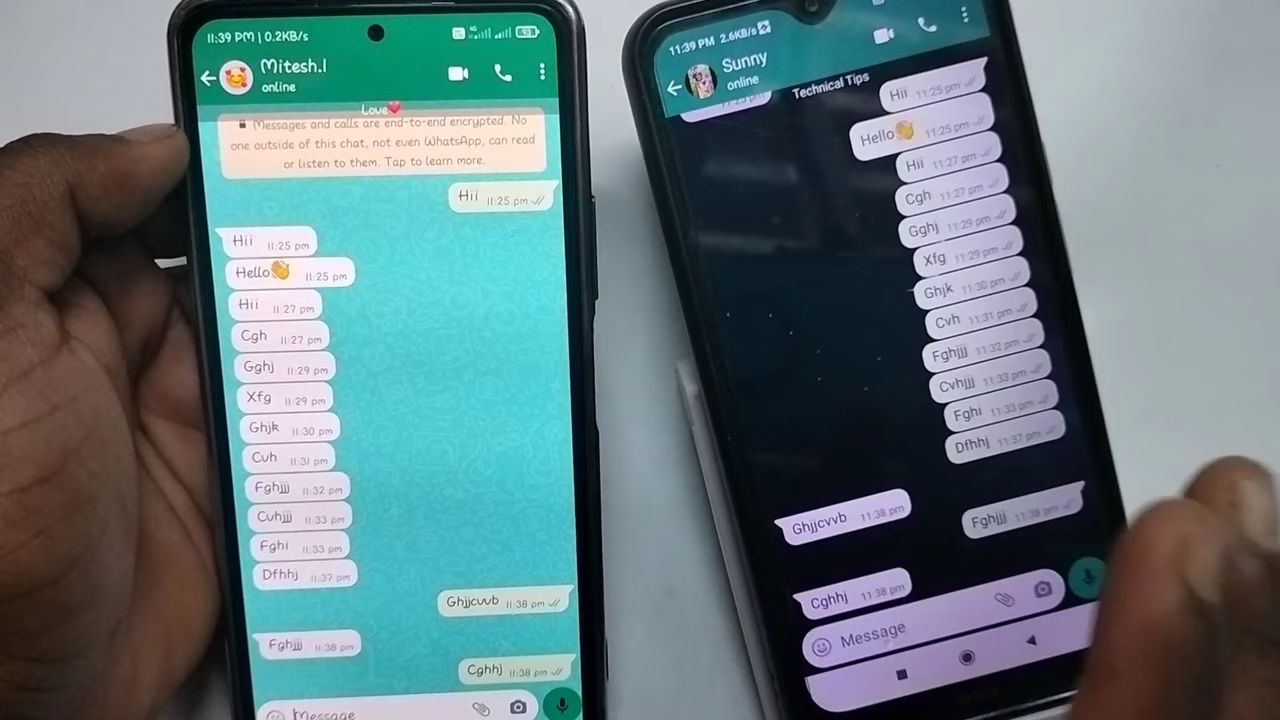 11:39 PM | 0.2KB/s
Mitesh.l
online
Love❤️
Messages and calls are end-to-end encrypted. No
one outside of this chat, not even WhatsApp, can read
or listen to them. Tap to learn more.
Hii 11:25 pm
Hii 11:25 pm
Hello👋 11:25 pm
Hii 11:27 pm
Cgh 11:27 pm
Gghj 11:29 pm
Xfg 11:29 pm
Ghjk 11:30 pm
Cvh 11:31 pm
Fghjjj 11:32 pm
Cvhjjj 11:33 pm
Fghi 11:33 pm
Dfhhj 11:37 pm
Ghjjcvvb 11:38 pm
Fghjjj 11:38 pm
Cghhj 11:38 pm
Message
11:39 PM 2.6KB/s
Sunny
online
Technical Tips
Hii 11:25 pm
Hello👋 11:25 pm
Hii 11:27 pm
Cgh 11:27 pm
Gghj 11:29 pm
Xfg 11:29 pm
Ghjk 11:30 pm
Cvh 11:31 pm
Fghjjj 11:32 pm
Cvhjjj 11:33 pm
Fghi 11:33 pm
Dfhhj 11:37 pm
Ghjjcvvb 11:38 pm
Fghjjj 11:38 pm
Cghhj 11:38 pm
Message